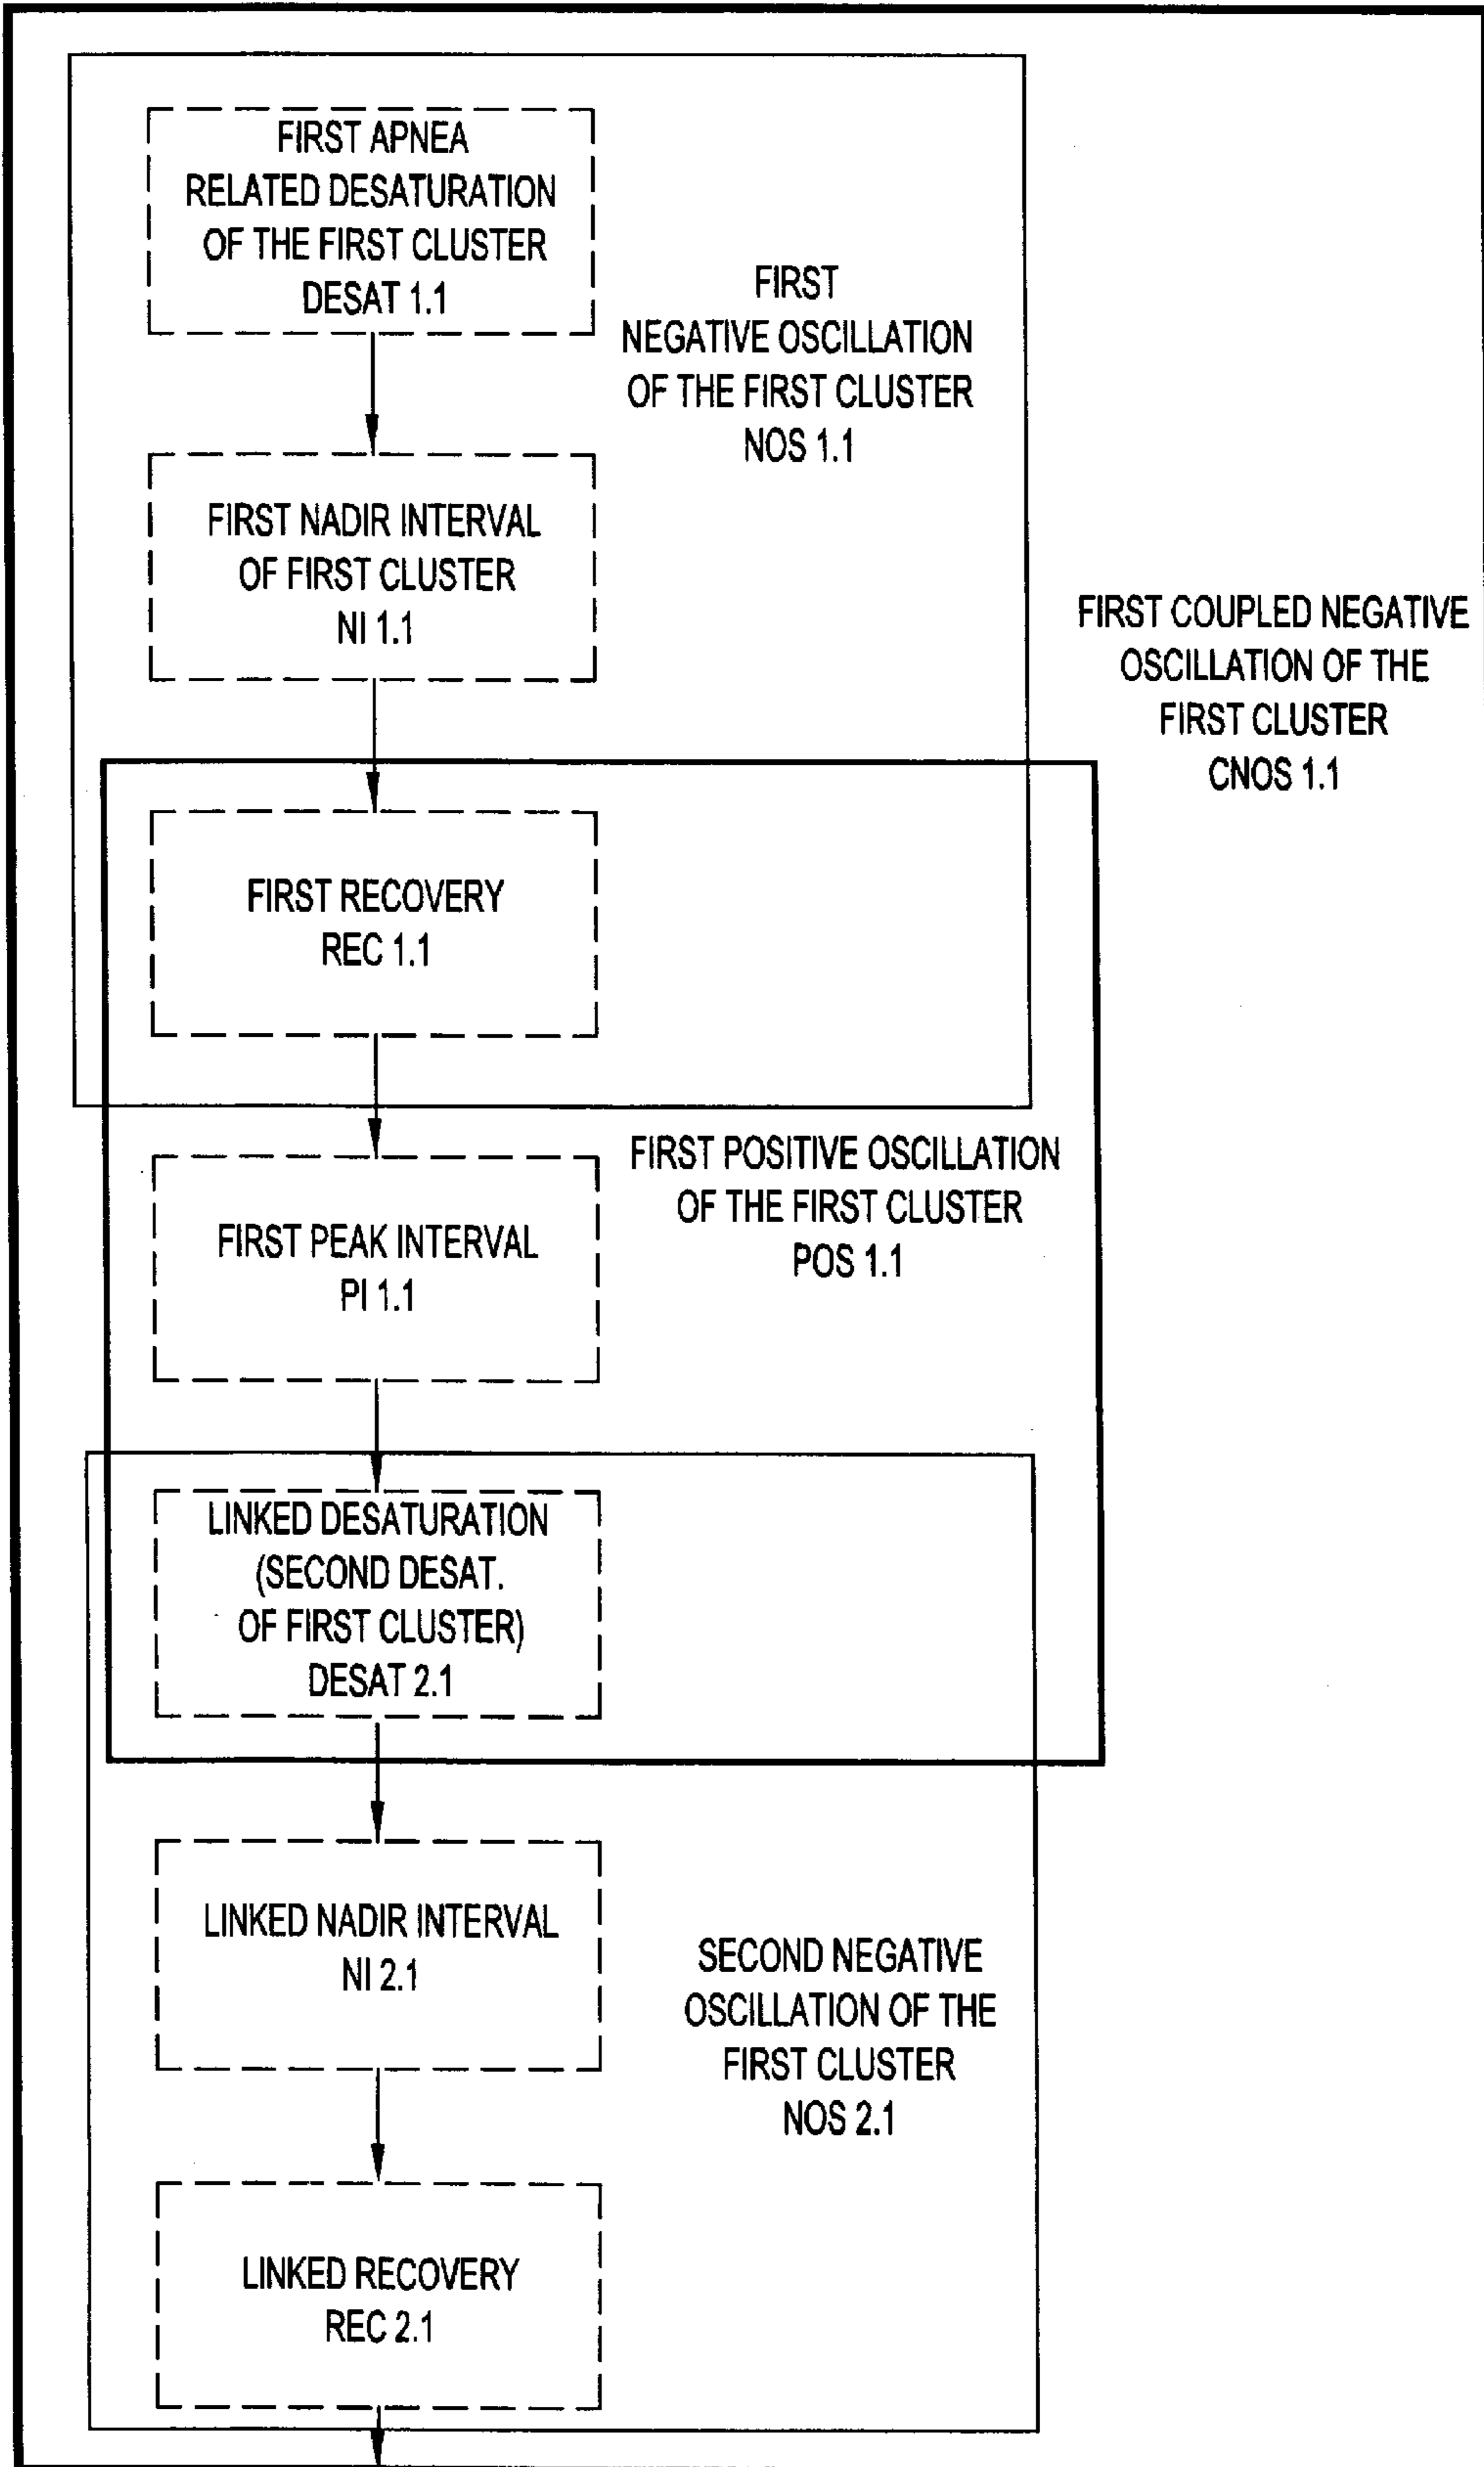 FIRST APNEA
RELATED DESATURATION
OF THE FIRST CLUSTER
DESAT 1.1
FIRST
NEGATIVE OSCILLATION
OF THE FIRST CLUSTER
NOS 1.1
FIRST NADIR INTERVAL
OF FIRST CLUSTER
NI 1.1
FIRST COUPLED NEGATIVE
OSCILLATION OF THE
FIRST CLUSTER
CNOS 1.1
FIRST RECOVERY
REC 1.1
FIRST POSITIVE OSCILLATION
OF THE FIRST CLUSTER
POS 1.1
FIRST PEAK INTERVAL
PI 1.1
LINKED DESATURATION
(SECOND DESAT.
OF FIRST CLUSTER)
DESAT 2.1
LINKED NADIR INTERVAL
NI 2.1
SECOND NEGATIVE
OSCILLATION OF THE
FIRST CLUSTER
NOS 2.1
LINKED RECOVERY
REC 2.1